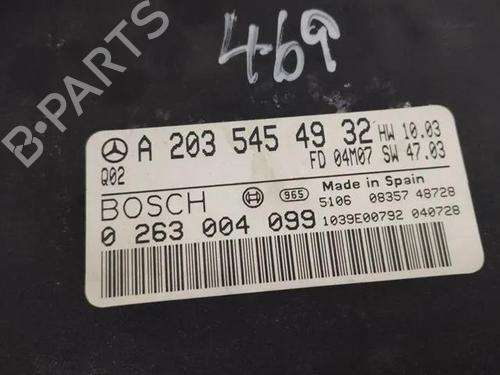 469
B-PARTS
A 203 545 49 32 HW 10.03
Q02 FD 04M07 SW 47.03
BOSCH 965 Made in Spain
5106 08357 48728
0 263 004 099 1039E00792 040728